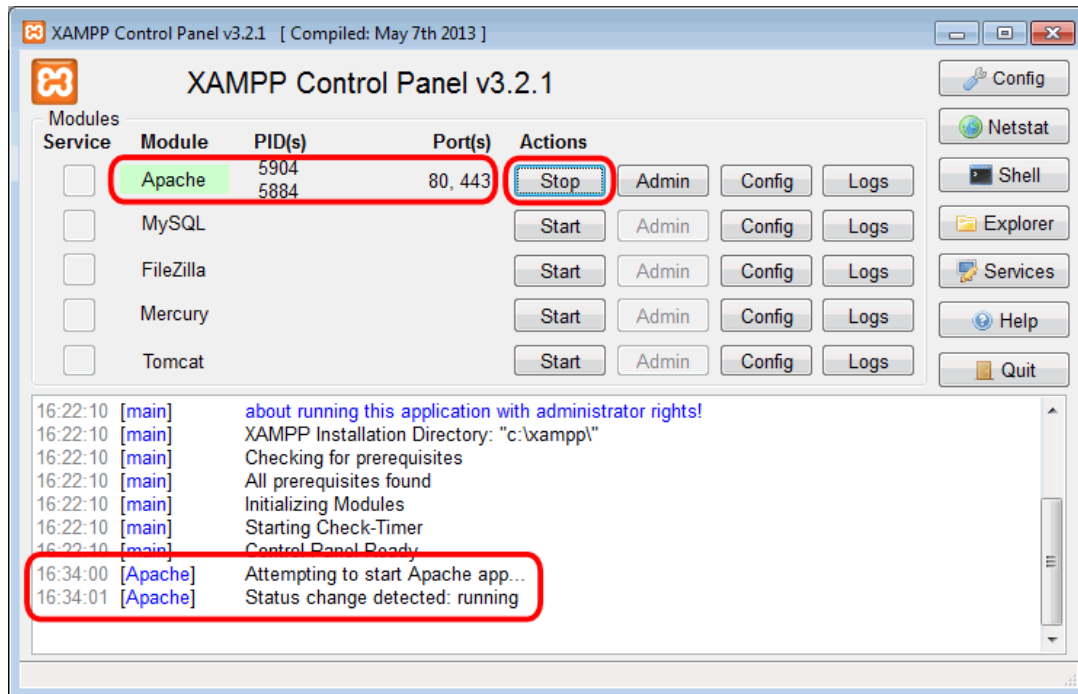 XAMPP Control Panel v3.2.1 [ Compiled: May 7th 2013 ]
XAMPP Control Panel v3.2.1
Config
Modules
Service Module PID(s) Port(s) Actions
Netstat
Apache 5904 5884 80, 443 Stop Admin Config Logs
Shell
MySQL Start Admin Config Logs
Explorer
FileZilla Start Admin Config Logs
Services
Mercury Start Admin Config Logs
Help
Tomcat Start Admin Config Logs
Quit
16:22:10 [main] about running this application with administrator rights!
16:22:10 [main] XAMPP Installation Directory: "c:\xampp\"
16:22:10 [main] Checking for prerequisites
16:22:10 [main] All prerequisites found
16:22:10 [main] Initializing Modules
16:22:10 [main] Starting Check-Timer
16:22:10 [main] Control Panel Ready
16:34:00 [Apache] Attempting to start Apache app...
16:34:01 [Apache] Status change detected: running